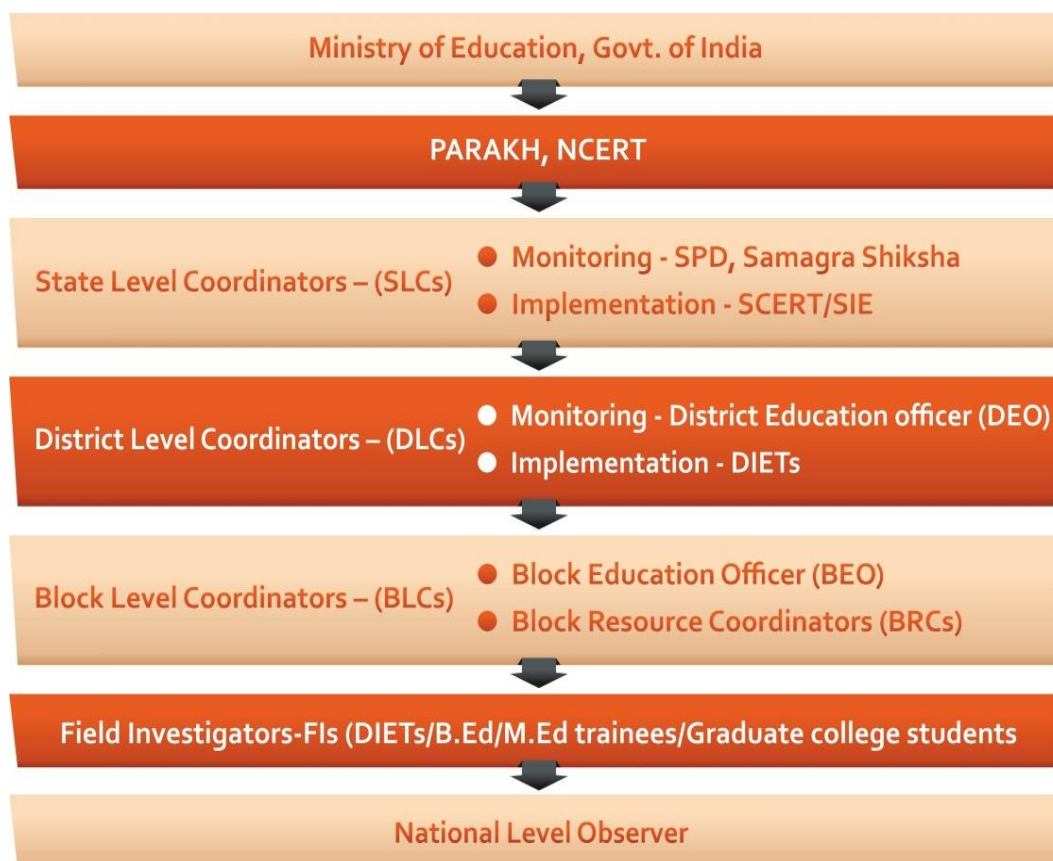 Ministry of Education, Govt. of India
PARAKH, NCERT
State Level Coordinators – (SLCs)
● Monitoring - SPD, Samagra Shiksha
● Implementation - SCERT/SIE
District Level Coordinators – (DLCs)
● Monitoring - District Education officer (DEO)
● Implementation - DIETs
Block Level Coordinators – (BLCs)
● Block Education Officer (BEO)
● Block Resource Coordinators (BRCs)
Field Investigators-FIs (DIETs/B.Ed/M.Ed trainees/Graduate college students
National Level Observer